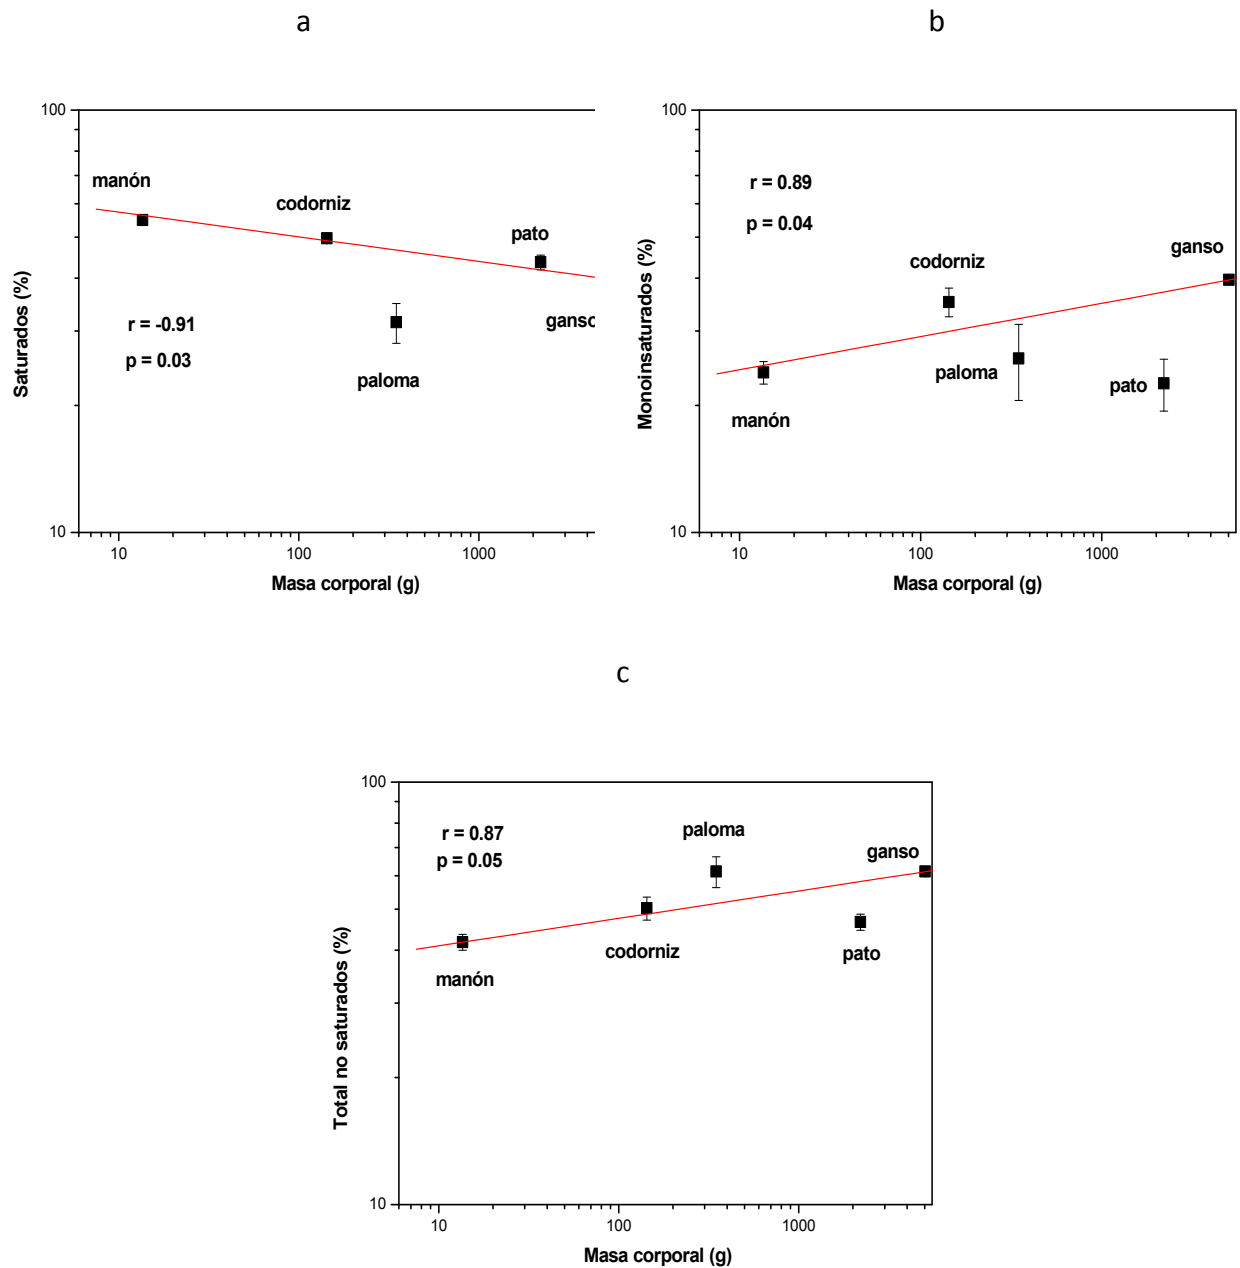 a
100
manón
codorniz
pato
Saturados (%)
r = -0.91
p = 0.03
paloma
ganso
10
10
100
1000
Masa corporal (g)
b
100
r = 0.89
p = 0.04
codorniz
ganso
Monoinsaturados (%)
manón
paloma
pato
10
10
100
1000
Masa corporal (g)
c
100
r = 0.87
p = 0.05
paloma
ganso
Total no saturados (%)
manón
codorniz
pato
10
10
100
1000
Masa corporal (g)